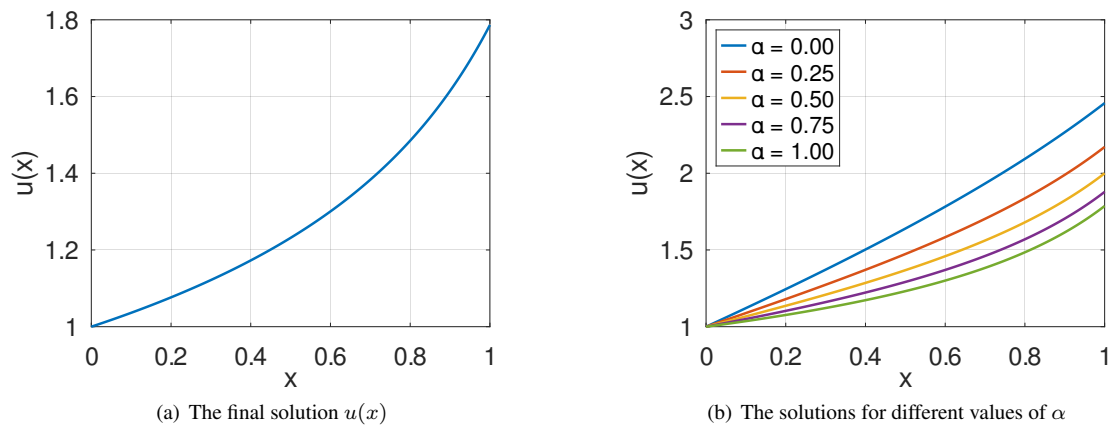 1.8
1.6
1.4
1.2
1
u(x)
0 0.2 0.4 0.6 0.8 1
x
(a) The final solution u(x)
3
2.5
2
1.5
1
u(x)
α = 0.00
α = 0.25
α = 0.50
α = 0.75
α = 1.00
0 0.2 0.4 0.6 0.8 1
x
(b) The solutions for different values of α